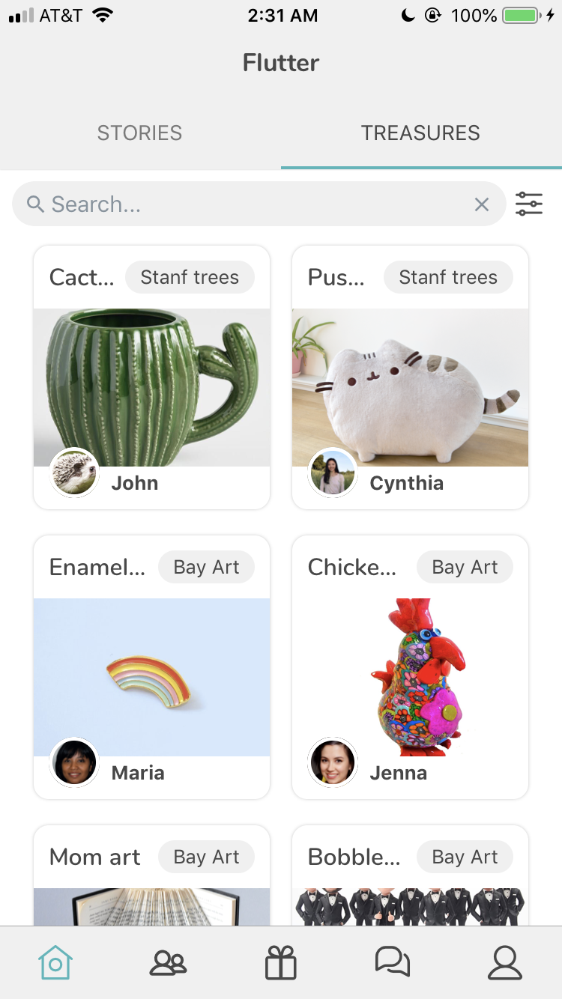 AT&T 2:31 AM 100%
Flutter
STORIES TREASURES
Search...
Cact... Stanf trees
Pus... Stanf trees
John
Cynthia
Enamel... Bay Art
Chicke... Bay Art
Maria
Jenna
Mom art Bay Art
Bobble... Bay Art